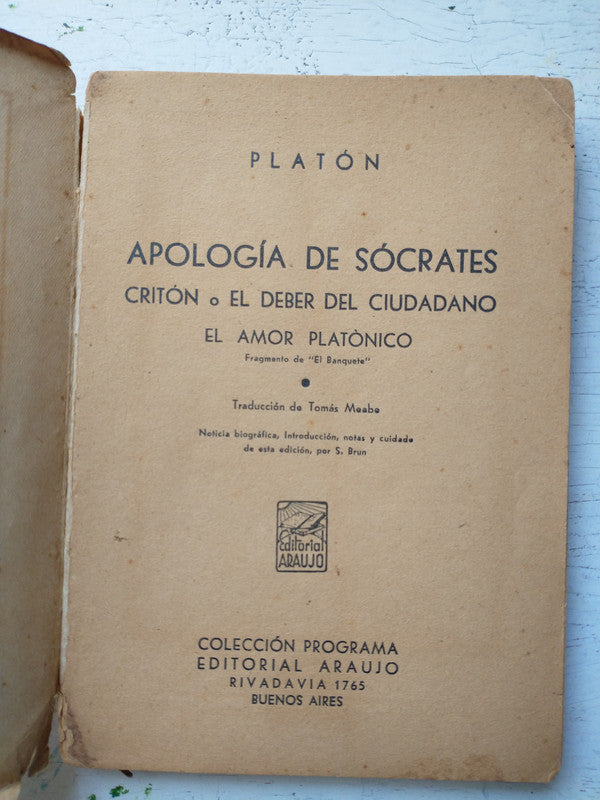 PLATÓN
APOLOGÍA DE SÓCRATES
CRITÓN o EL DEBER DEL CIUDADANO
EL AMOR PLATÒNICO
Fragmento de "El Banquete"
Traducción de Tomás Meabe
Noticia biográfica, Introducción, notas y cuidado
de esta edición, por S. Brun
Editorial
ARAUJO
COLECCIÓN PROGRAMA
EDITORIAL ARAUJO
RIVADAVIA 1765
BUENOS AIRES